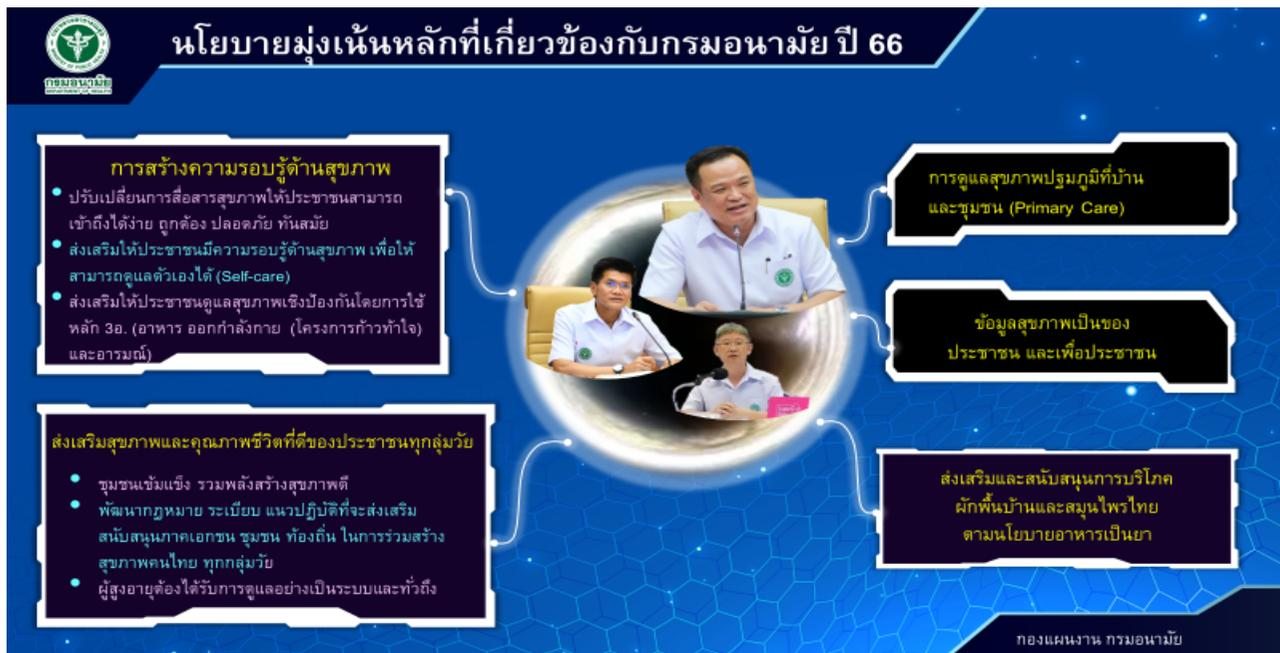 นโยบายมุ่งเน้นหลักที่เกี่ยวข้องกับกรมอนามัย ปี 66
กรมอนามัย
DEPARTMENT OF HEALTH
การสร้างความรอบรู้ด้านสุขภาพ
ปรับเปลี่ยนการสื่อสารสุขภาพให้ประชาชนสามารถ
เข้าถึงได้ง่าย ถูกต้อง ปลอดภัย ทันสมัย
ส่งเสริมให้ประชาชนมีความรอบรู้ด้านสุขภาพ เพื่อให้
สามารถดูแลตัวเองได้ (Self-care)
ส่งเสริมให้ประชาชนดูแลสุขภาพเชิงป้องกันโดยการใช้
หลัก 3อ. (อาหาร ออกกำลังกาย (โครงการก้าวท้าใจ)
และอารมณ์)
ส่งเสริมสุขภาพและคุณภาพชีวิตที่ดีของประชาชนทุกกลุ่มวัย
ชุมชนเข้มแข็ง รวมพลังสร้างสุขภาพดี
พัฒนากฎหมาย ระเบียบ แนวปฏิบัติที่จะส่งเสริม
สนับสนุนภาคเอกชน ชุมชน ท้องถิ่น ในการร่วมสร้าง
สุขภาพคนไทย ทุกกลุ่มวัย
ผู้สูงอายุต้องได้รับการดูแลอย่างเป็นระบบและทั่วถึง
การดูแลสุขภาพปฐมภูมิที่บ้าน
และชุมชน (Primary Care)
ข้อมูลสุขภาพเป็นของ
ประชาชน และเพื่อประชาชน
ส่งเสริมและสนับสนุนการบริโภค
ผักพื้นบ้านและสมุนไพรไทย
ตามนโยบายอาหารเป็นยา
กองแผนงาน กรมอนามัย